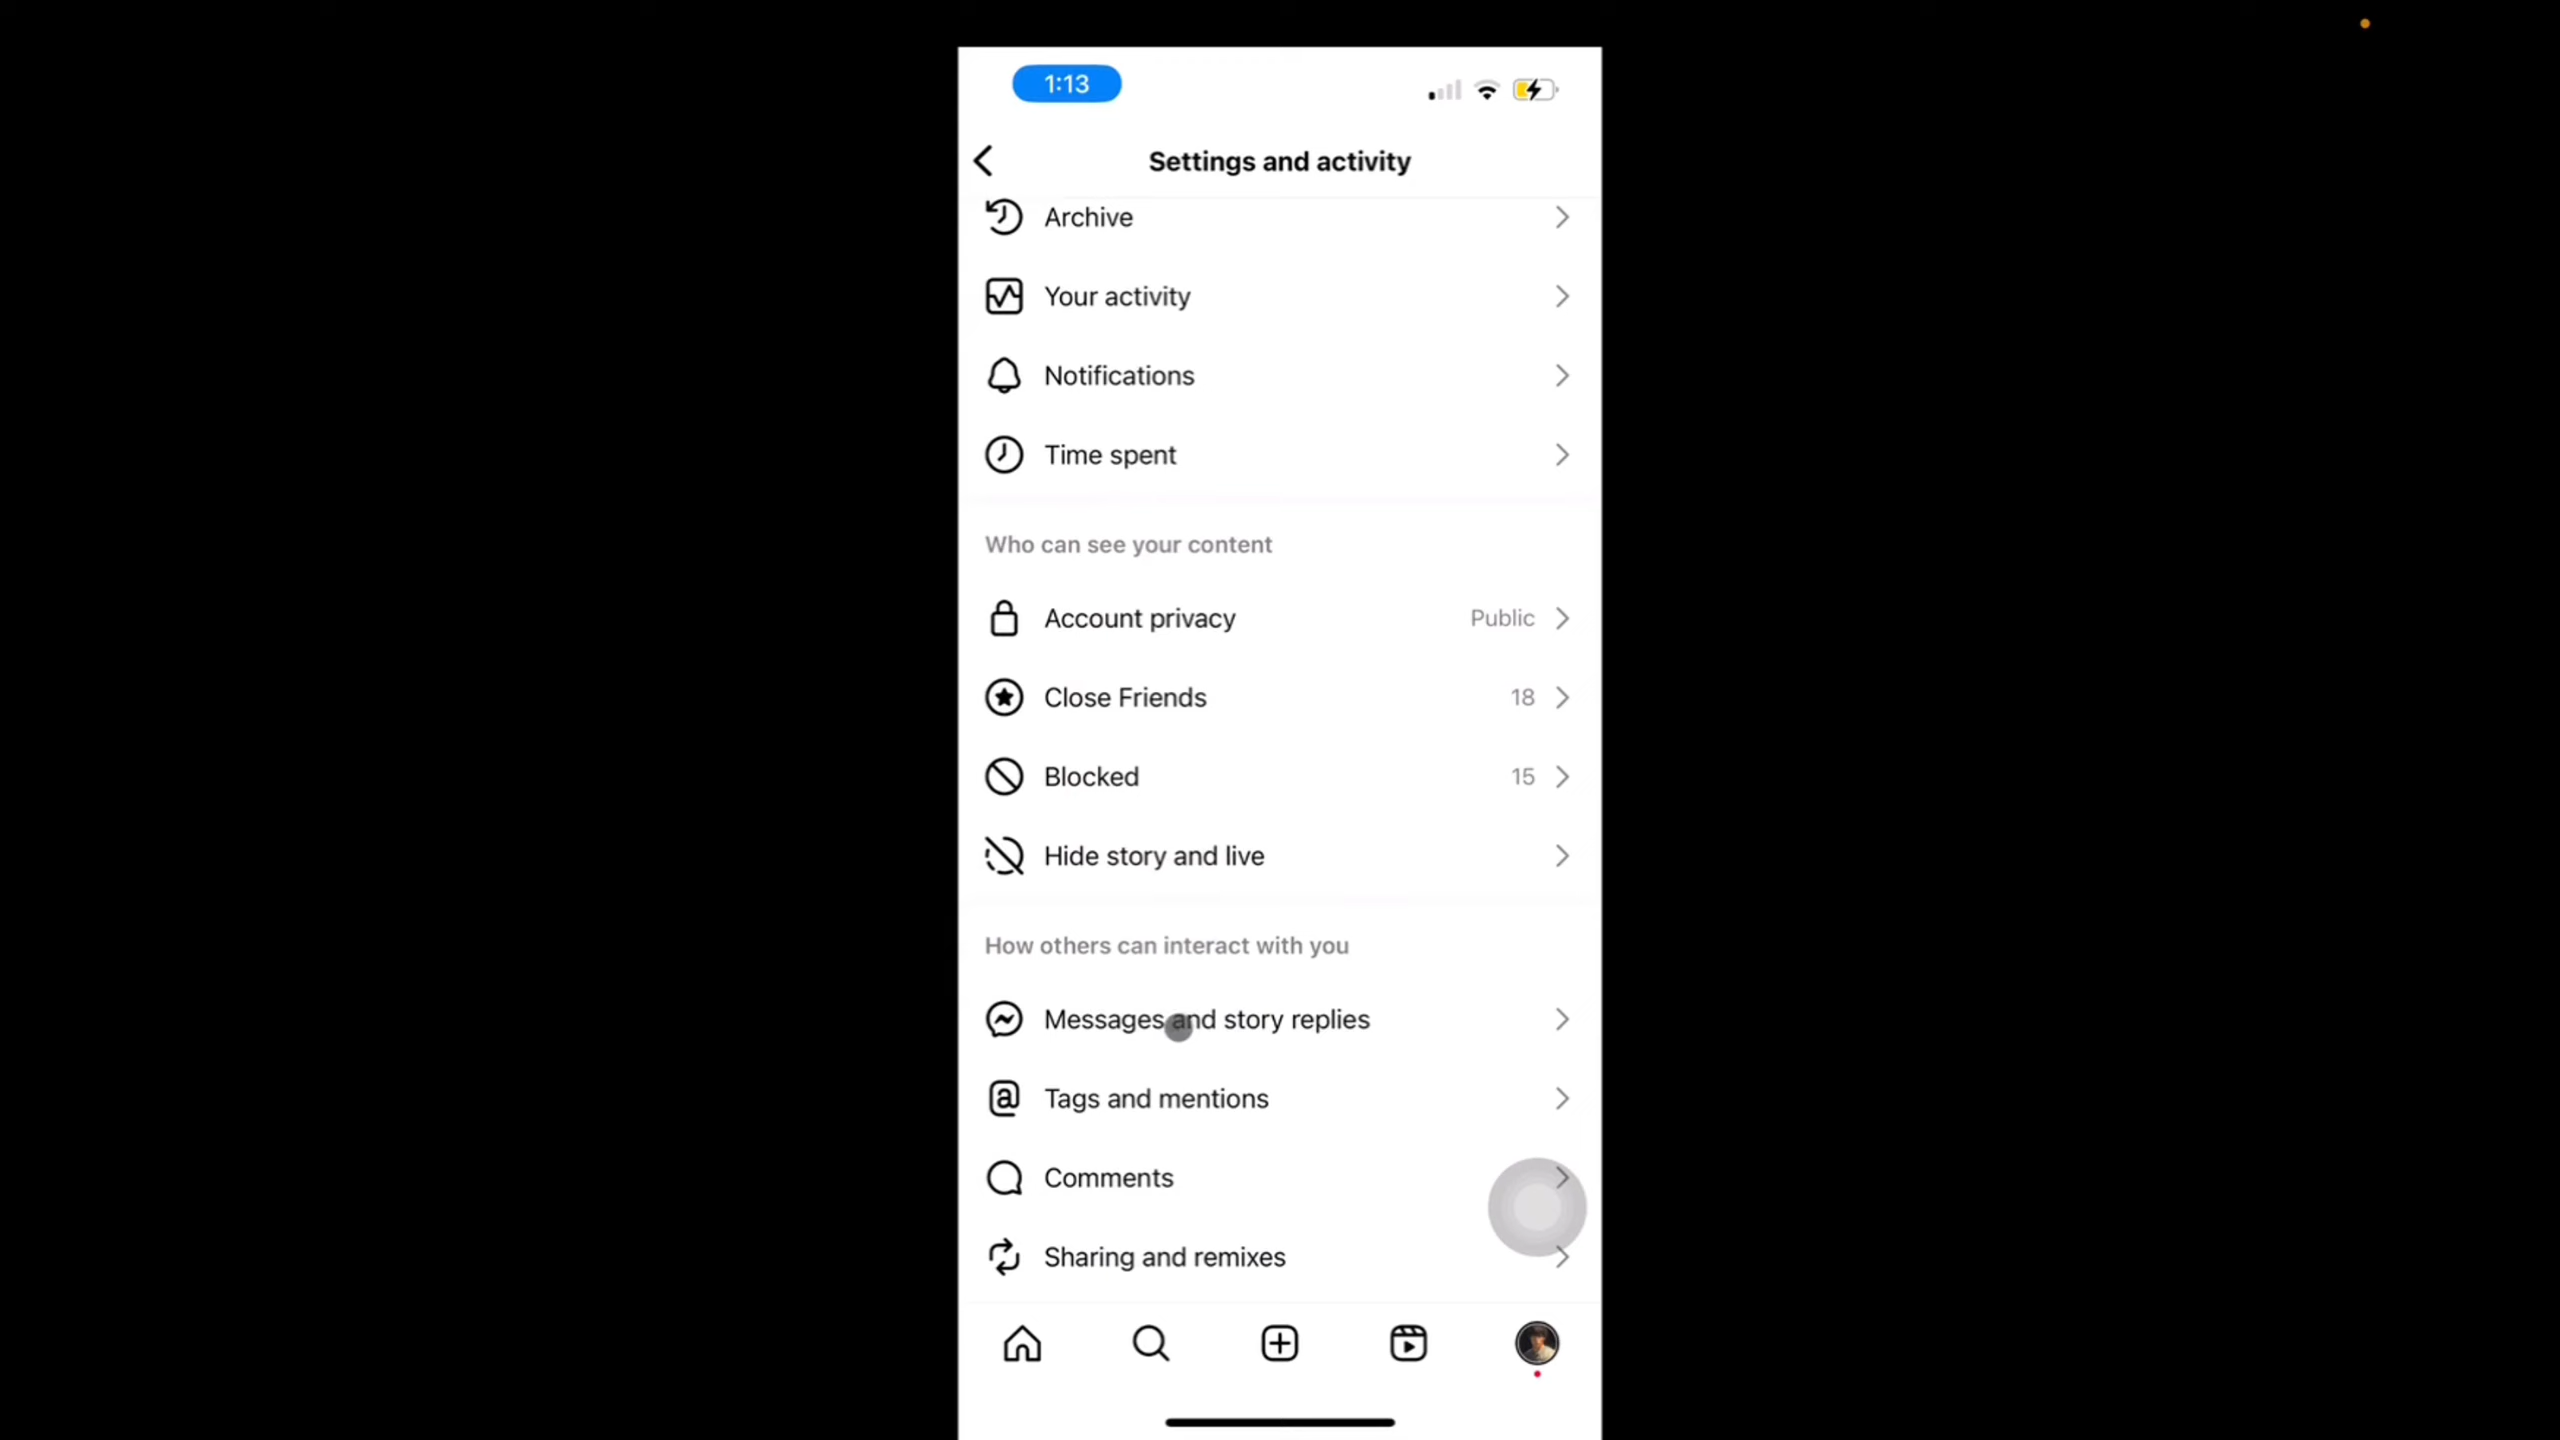 1:13
Settings and activity
Archive
Your activity
Notifications
Time spent
Who can see your content
Account privacy Public
Close Friends 18
Blocked 15
Hide story and live
How others can interact with you
Messages and story replies
Tags and mentions
Comments
Sharing and remixes